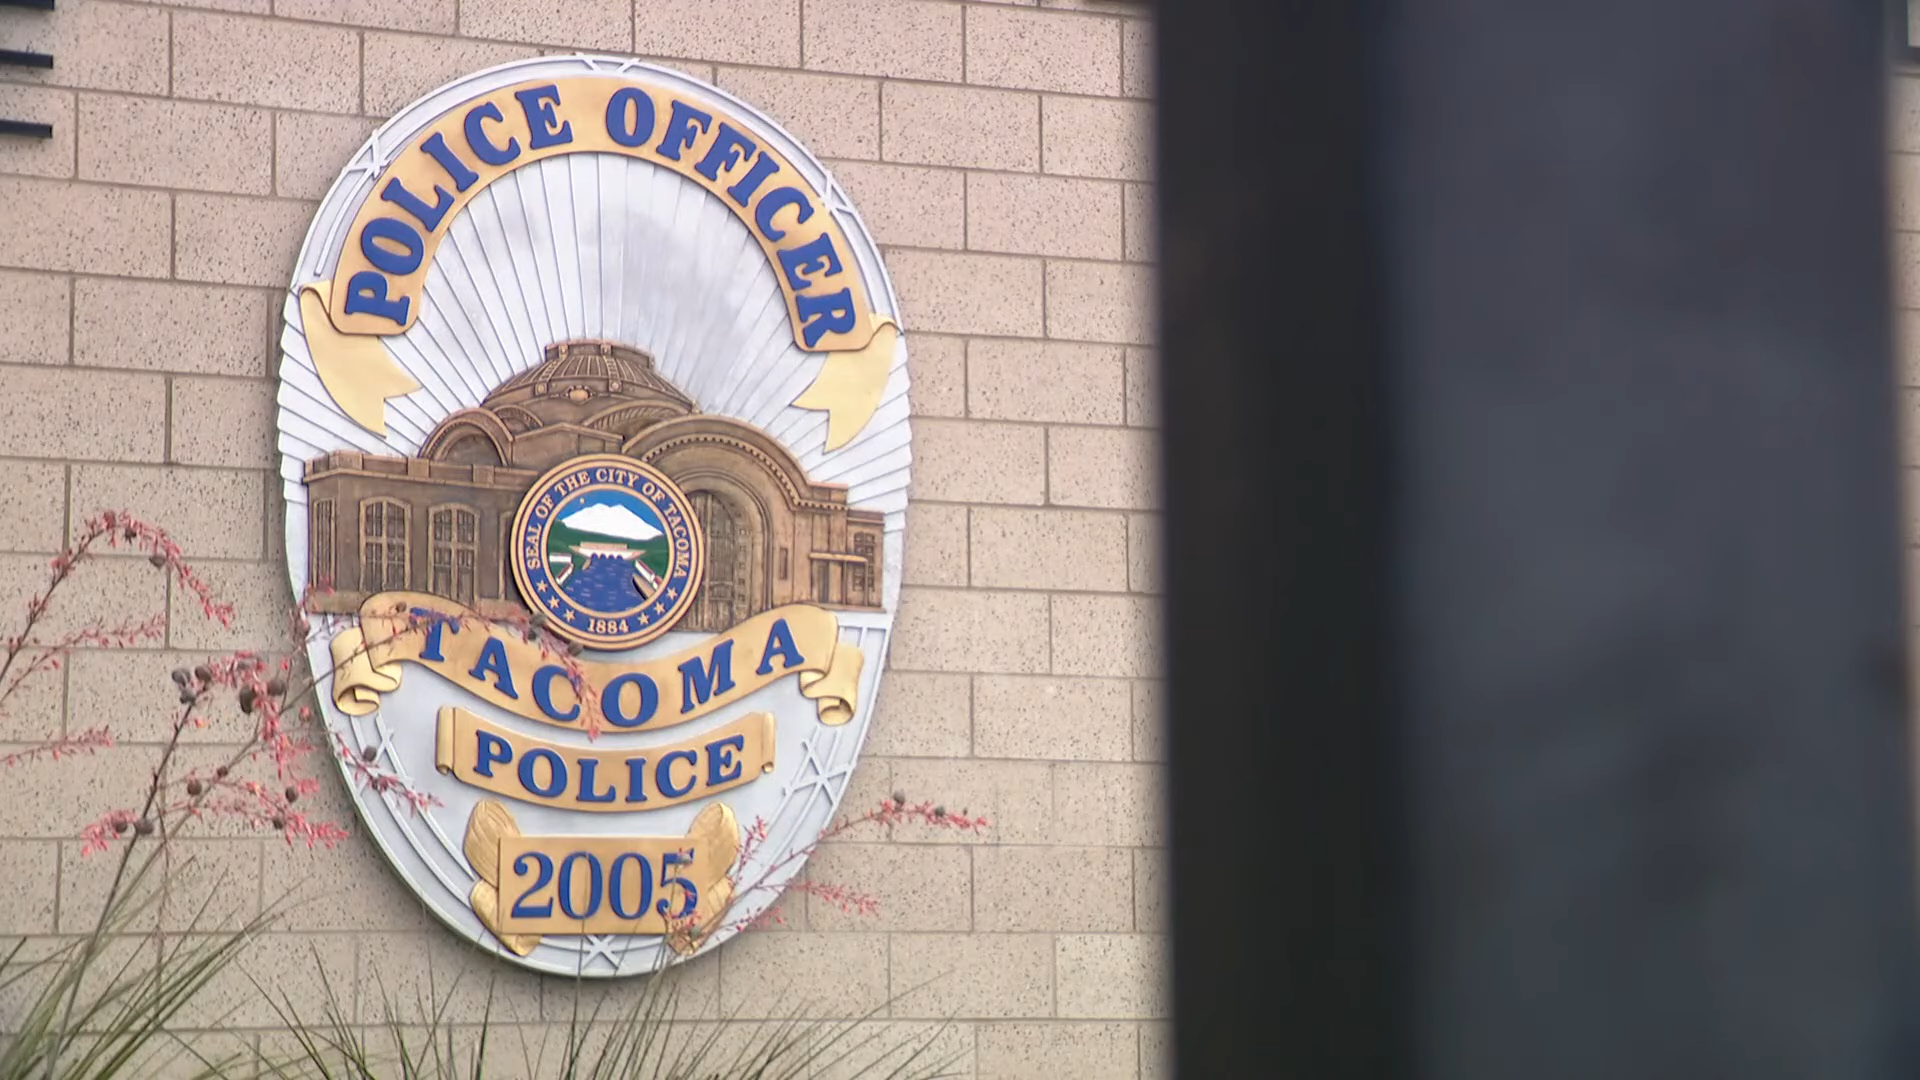 POLICE OFFICER
SEAL OF THE CITY OF TACOMA
1884
TACOMA
POLICE
2005